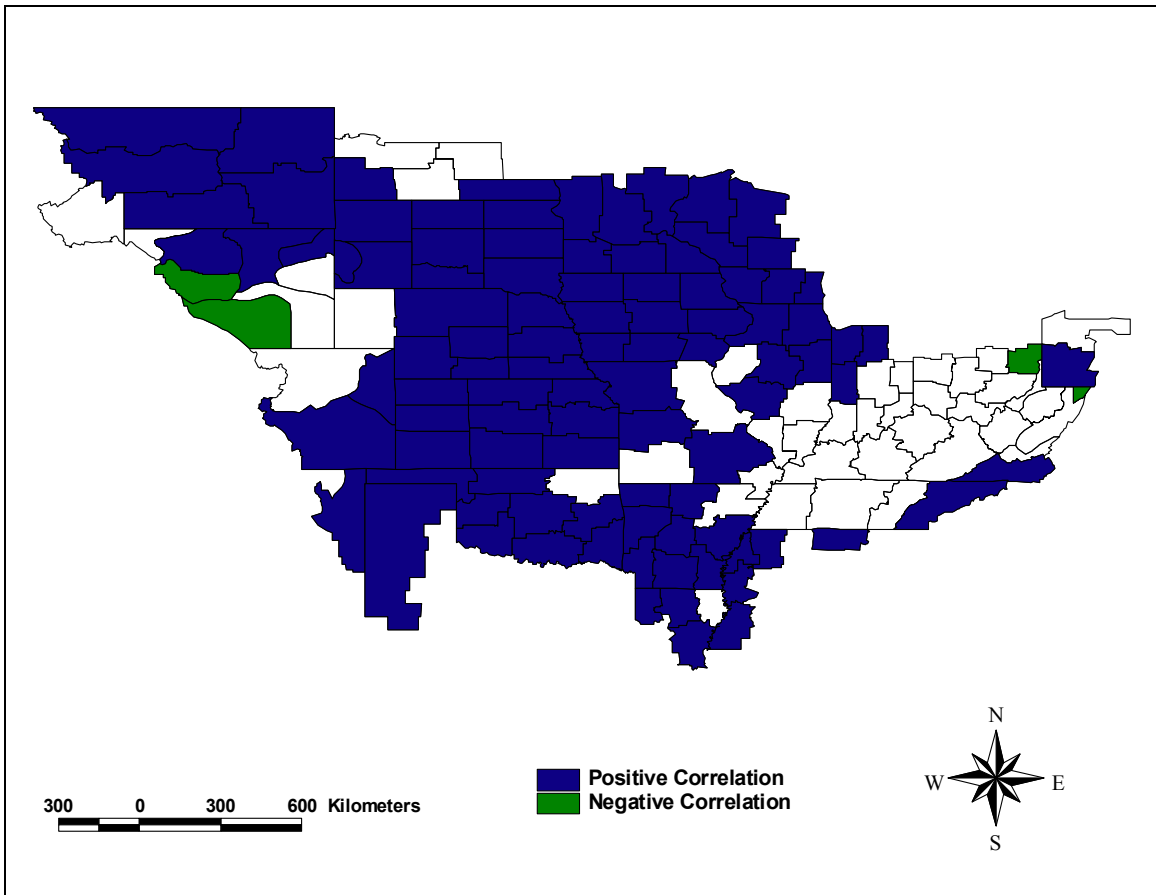 N
W E
S
Positive Correlation
Negative Correlation
300 0 300 600 Kilometers